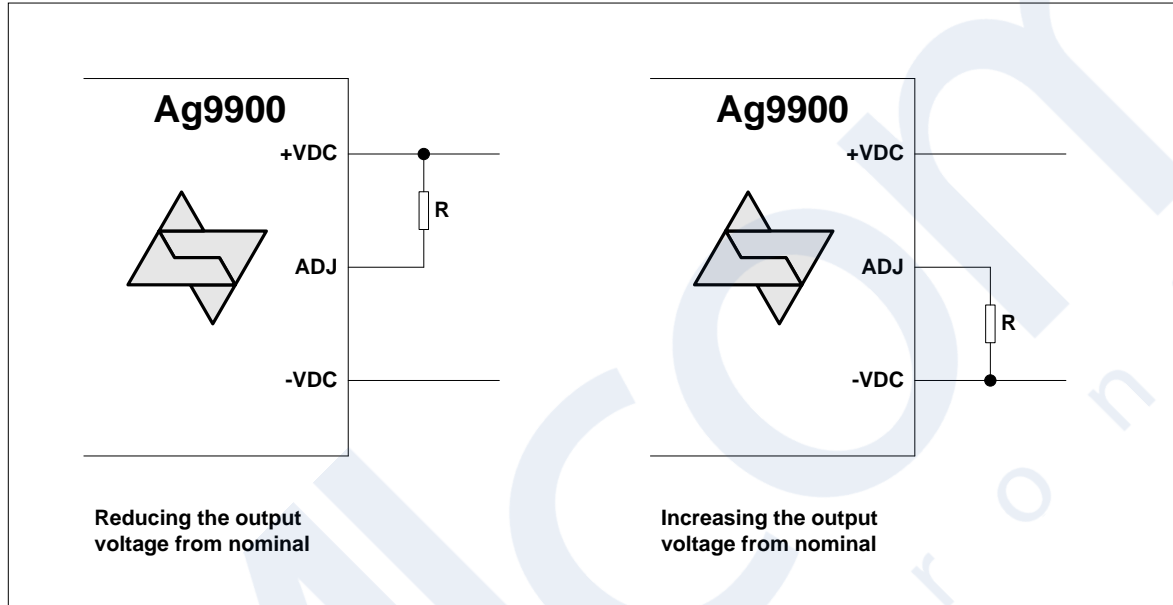 Ag9900
+VDC
R
ADJ
-VDC
Reducing the output
voltage from nominal
Ag9900
+VDC
ADJ
R
-VDC
Increasing the output
voltage from nominal